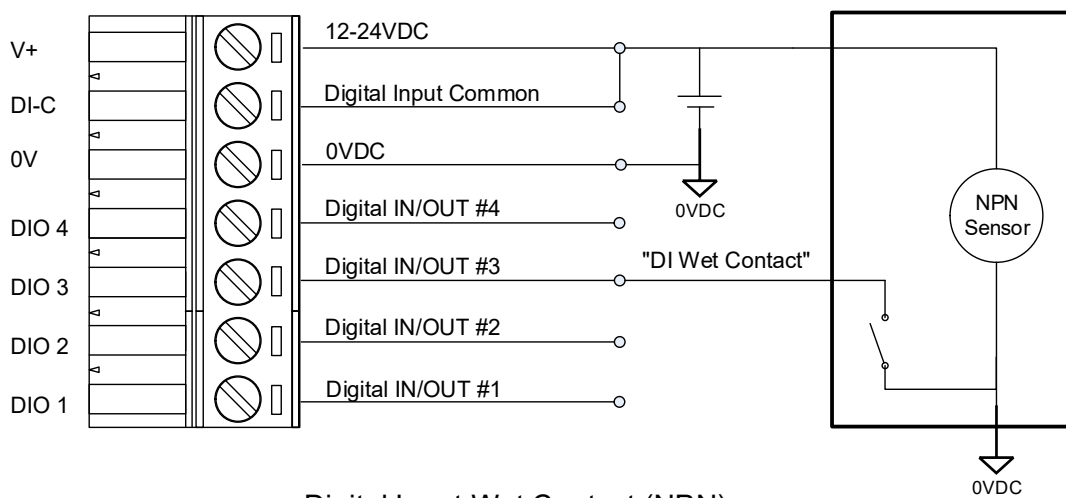 V+
12-24VDC
DI-C
Digital Input Common
0V
0VDC
0VDC
DIO 4
Digital IN/OUT #4
NPN
Sensor
DIO 3
Digital IN/OUT #3
"DI Wet Contact"
DIO 2
Digital IN/OUT #2
DIO 1
Digital IN/OUT #1
0VDC
Digital Input Wet Contact (NPN)